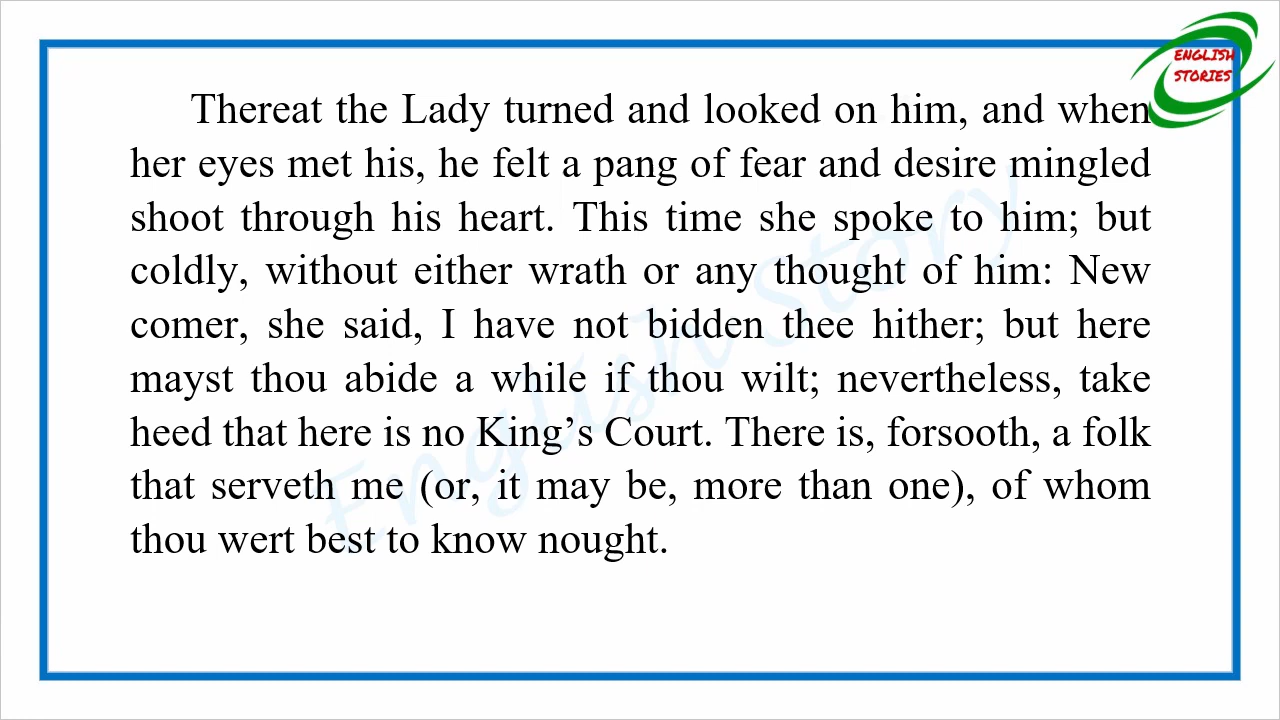 ENGLISH
STORIES
Thereat the Lady turned and looked on him, and when
her eyes met his, he felt a pang of fear and desire mingled
shoot through his heart. This time she spoke to him; but
coldly, without either wrath or any thought of him: New
comer, she said, I have not bidden thee hither; but here
mayst thou abide a while if thou wilt; nevertheless, take
heed that here is no King’s Court. There is, forsooth, a folk
that serveth me (or, it may be, more than one), of whom
thou wert best to know nought.
English Story